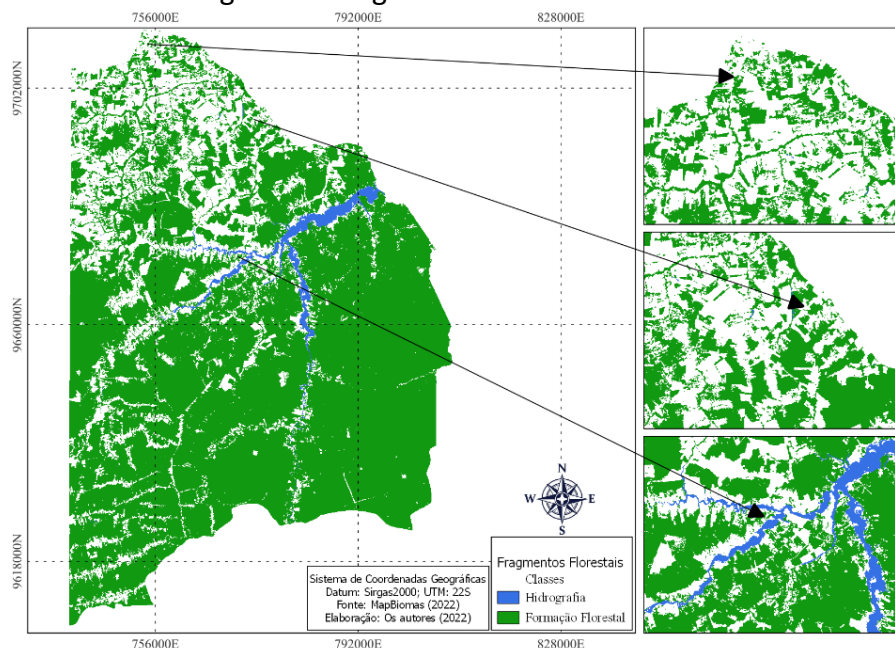 756000E 792000E 828000E
9702000N
9660000N
9618000N
N
W E
S
Sistema de Coordenadas Geográficas
Datum: Sirgas2000; UTM: 22S
Fonte: MapBiomas (2022)
Elaboração: Os autores (2022)
Fragmentos Florestais
Classes
Hidrografia
Formação Florestal
756000E 792000E 828000E